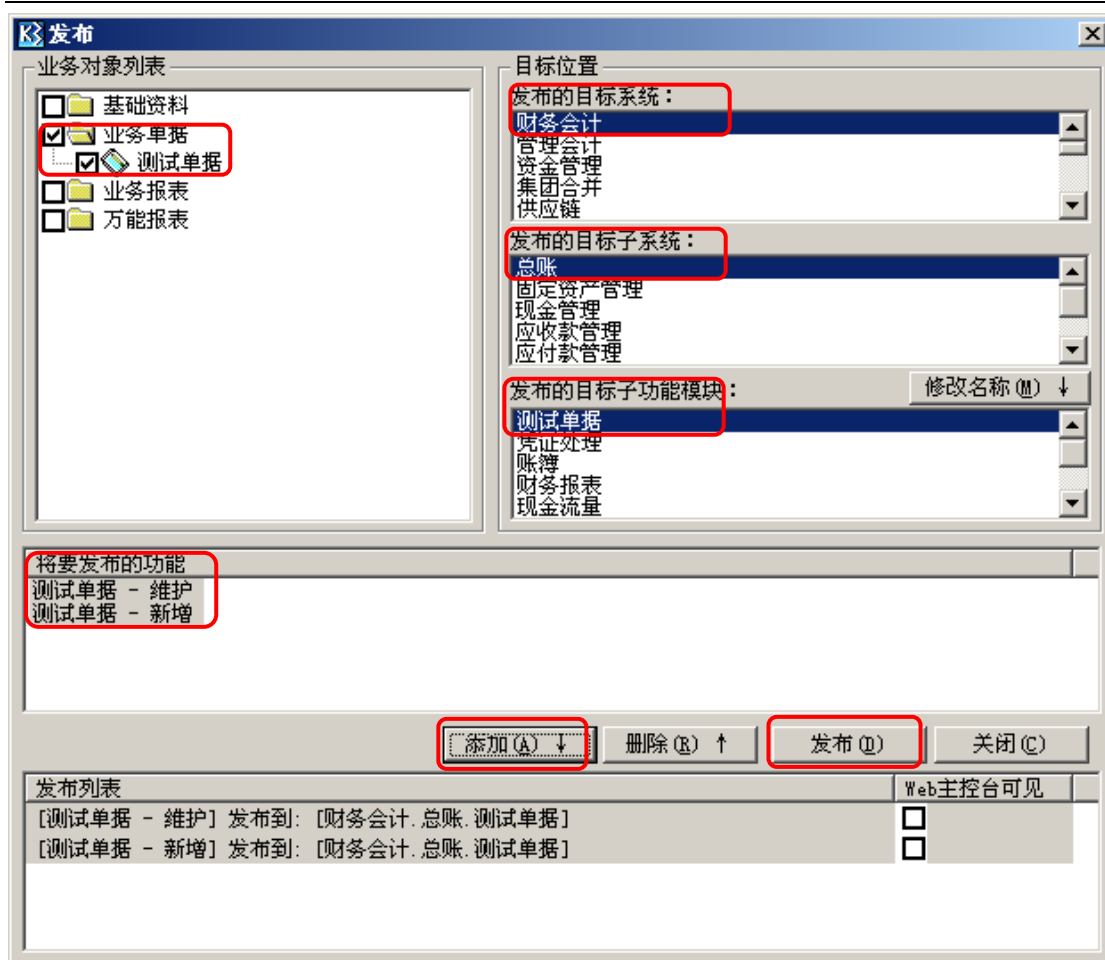 K3 发布
业务对象列表
基础资料
业务单据
测试单据
业务报表
万能报表
目标位置
发布的目标系统：
财务会计
管理会计
资金管理
集团合并
供应链
发布的目标子系统：
总账
固定资产管理
现金管理
应收款管理
应付款管理
发布的目标子功能模块：
修改名称(M) ↓
测试单据
凭证处理
账簿
财务报表
现金流量
将要发布的功能
测试单据 - 維护
测试单据 - 新增
添加(A) ↓
删除(R) ↑
发布(D)
关闭(C)
发布列表 Web主控台可见
[测试单据 - 維护] 发布到: [财务会计.总账.测试单据]
[测试单据 - 新增] 发布到: [财务会计.总账.测试单据]